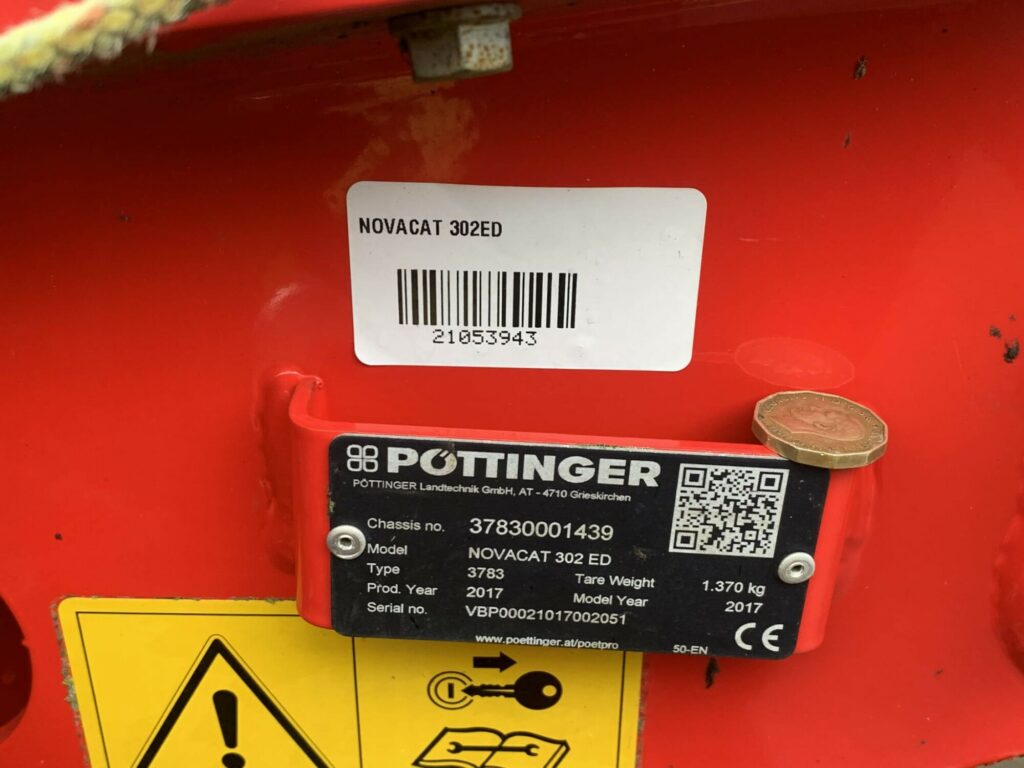 NOVACAT 302ED
21053943
PÖTTINGER
PÖTTINGER Landtechnik GmbH, AT - 4710 Grieskirchen
Chassis no. 37830001439
Model NOVACAT 302 ED
Type 3783 Tare Weight 1.370 kg
Prod. Year 2017 Model Year 2017
Serial no. VBP00021017002051
www.poettinger.at/poetpro 50-EN CE